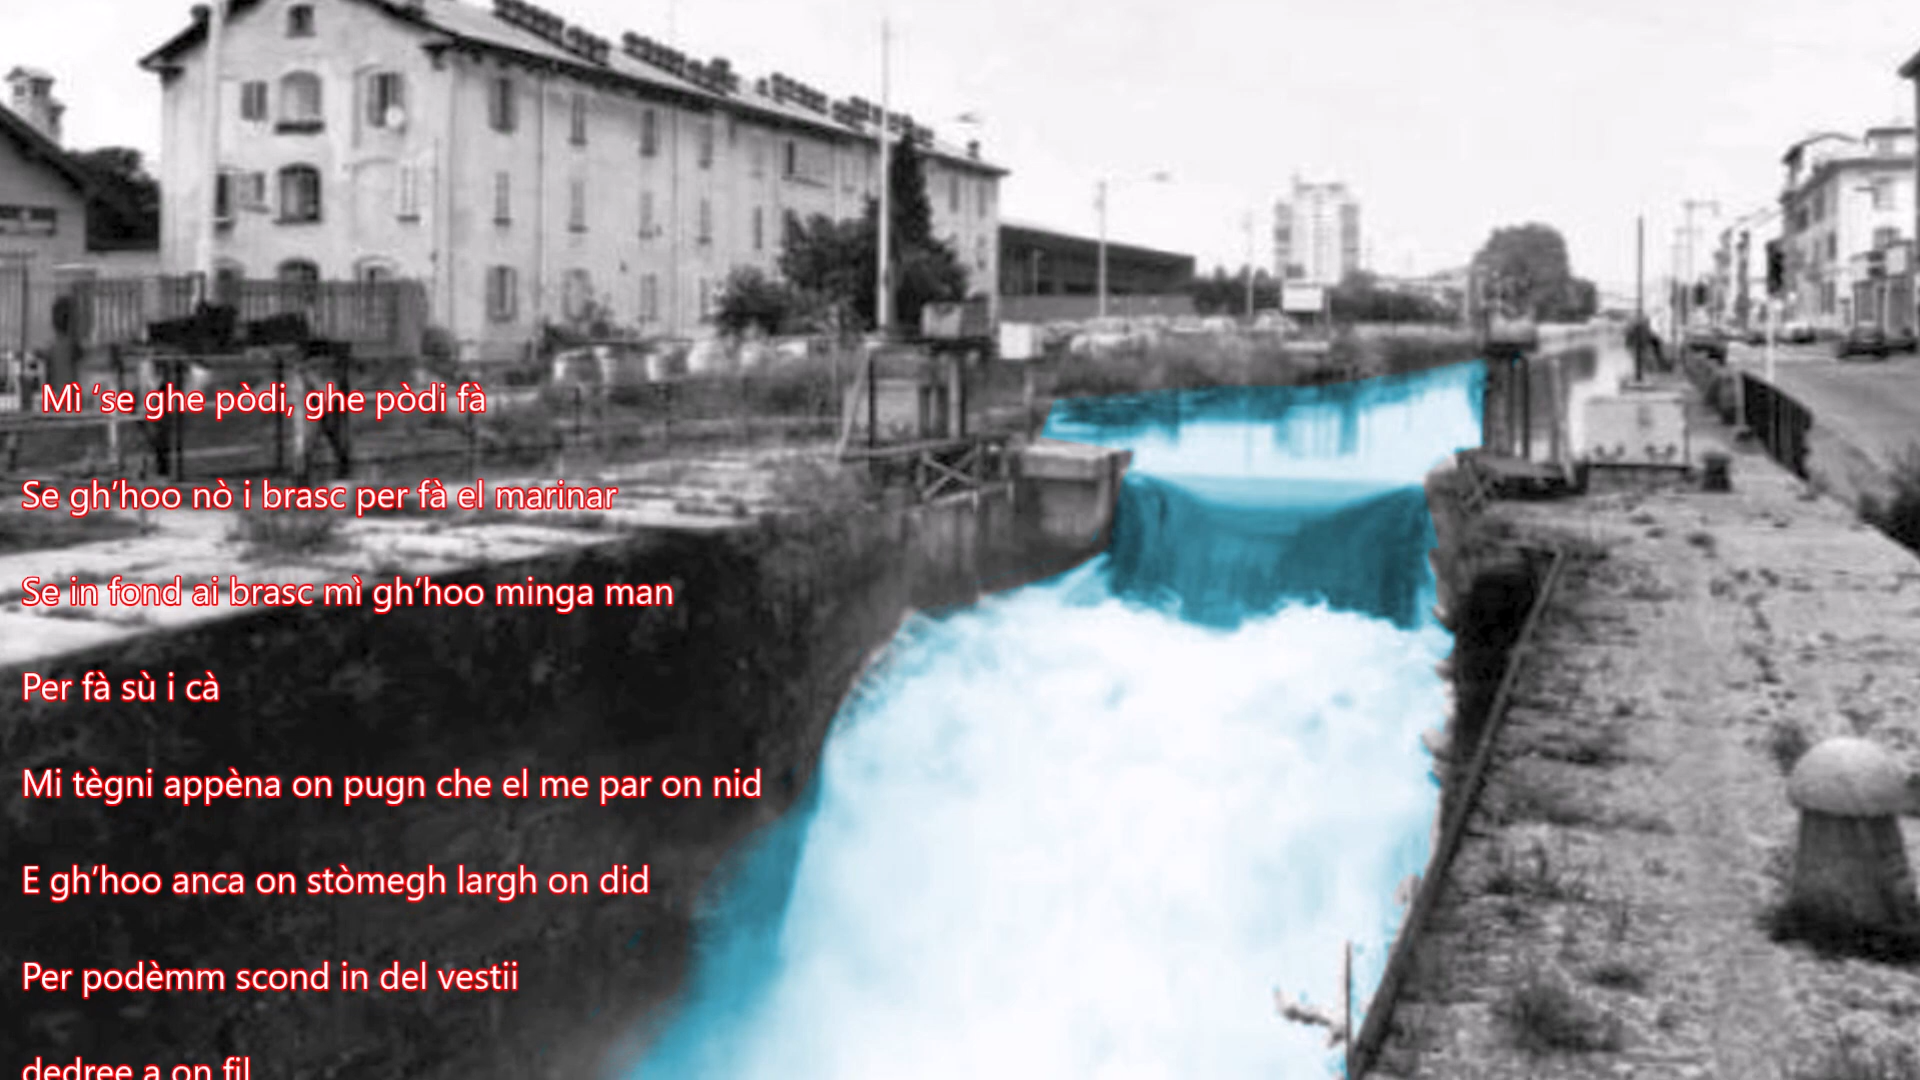 Mì ‘se ghe pòdi, ghe pòdi fà
Se gh’hoo nò i brasc per fà el marinar
Se in fond ai brasc mì gh’hoo minga man
Per fà sù i cà
Mi tègni appèna on pugn che el me par on nid
E gh’hoo anca on stòmegh largh on did
Per podèmm scond in del vestii
dedree a on fil